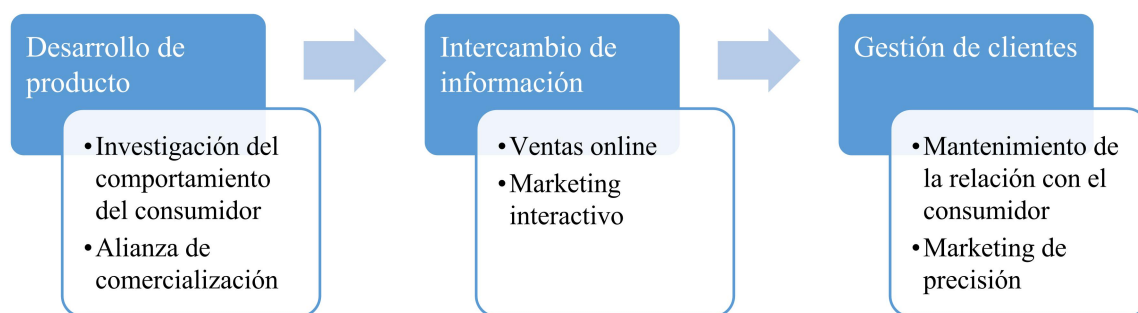 Desarrollo de
producto
•Investigación del
comportamiento
del consumidor
•Alianza de
comercialización
Intercambio de
información
•Ventas online
•Marketing
interactivo
Gestión de clientes
•Mantenimiento de
la relación con el
consumidor
•Marketing de
precisión